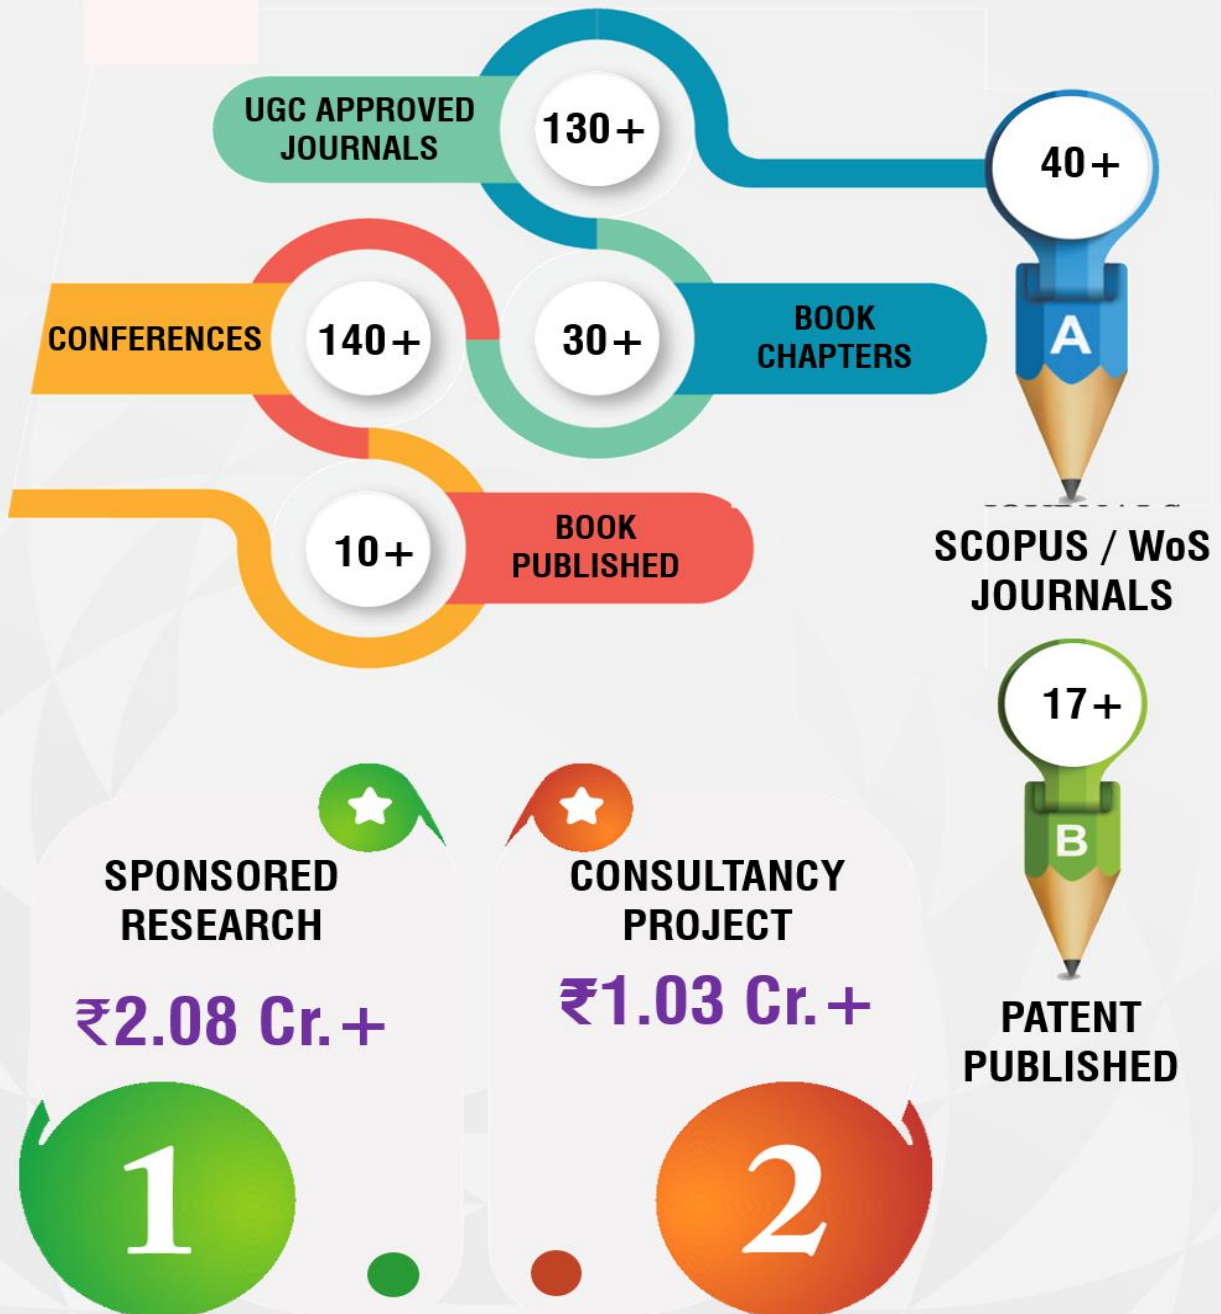 UGC APPROVED
JOURNALS
130+
40+
A
CONFERENCES
140+
30+
BOOK
CHAPTERS
10+
BOOK
PUBLISHED
SCOPUS / WoS
JOURNALS
17+
B
PATENT
PUBLISHED
SPONSORED
RESEARCH
₹2.08 Cr.+
1
CONSULTANCY
PROJECT
₹1.03 Cr.+
2